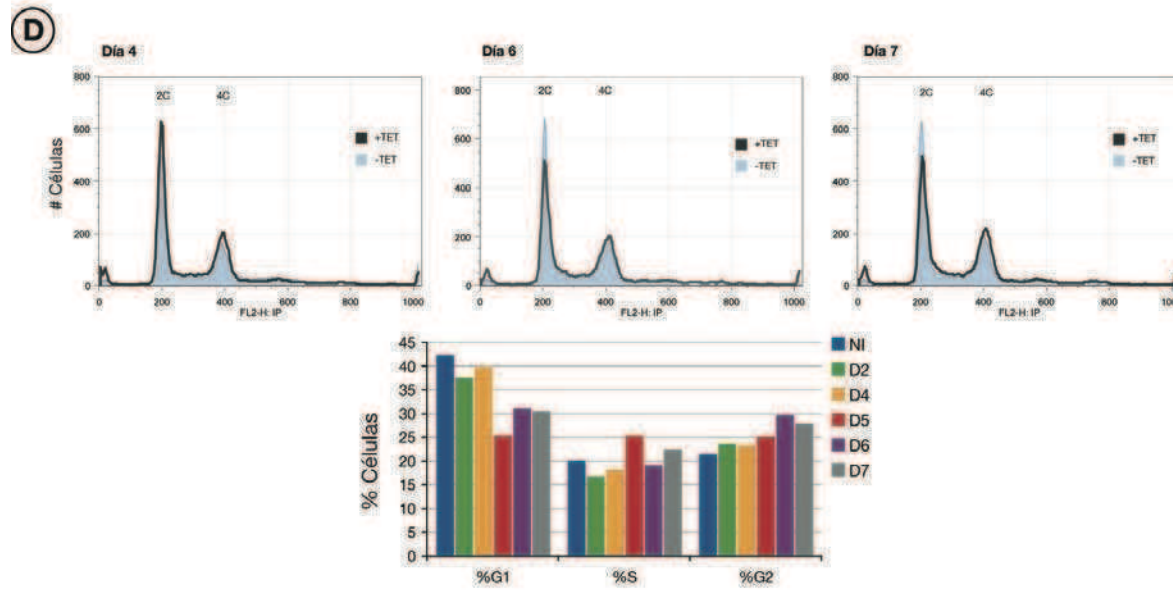 D
Día 4
Día 6
Día 7
800
600
400
200
0
# Células
2C
4C
+TET
-TET
0
200
400
600
800
1000
FL2-H: IP
800
600
400
200
0
2C
4C
+TET
-TET
0
200
400
600
800
1000
FL2-H: IP
800
600
400
200
0
2C
4C
+TET
-TET
0
200
400
600
800
1000
FL2-H: IP
45
40
35
30
25
20
15
10
5
0
% Células
%G1
%S
%G2
NI
D2
D4
D5
D6
D7